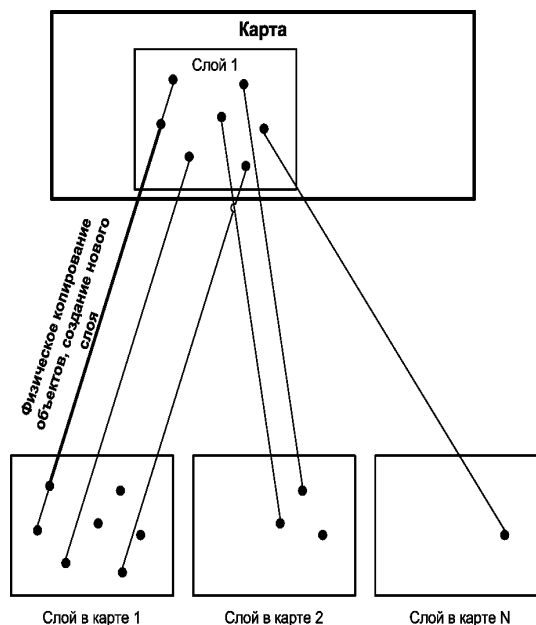 Карта
Слой 1
Физическое копирование
объектов, создание нового
слоя
Слой в карте 1
Слой в карте 2
Слой в карте N